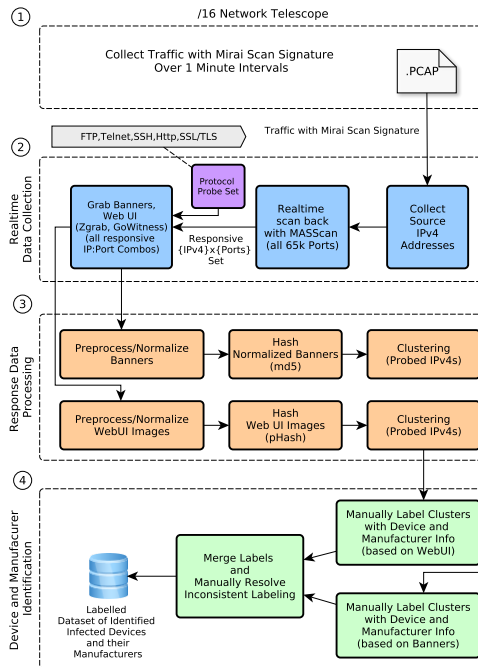 1
/16 Network Telescope
Collect Traffic with Mirai Scan Signature
Over 1 Minute Intervals
.PCAP
FTP,Telnet,SSH,Http,SSL/TLS
Traffic with Mirai Scan Signature
2
Realtime
Data Collection
Protocol
Probe Set
Grab Banners,
Web UI
(Zgrab, GoWitness)
(all responsive
IP:Port Combos)
Responsive
{IPv4}x{Ports}
Set
Realtime
scan back
with MASScan
(all 65k Ports)
Collect
Source
IPv4
Addresses
3
Response Data
Processing
Preprocess/Normalize
Banners
Hash
Normalized Banners
(md5)
Clustering
(Probed IPv4s)
Preprocess/Normalize
WebUI Images
Hash
Web UI Images
(pHash)
Clustering
(Probed IPv4s)
4
Device and Manufacurer
Identification
Manually Label Clusters
with Device and
Manufacturer Info
(based on WebUI)
Merge Labels
and
Manually Resolve
Inconsistent Labeling
Manually Label Clusters
with Device and
Manufacturer Info
(based on Banners)
Labelled
Dataset of Identified
Infected Devices
and their
Manufacturers